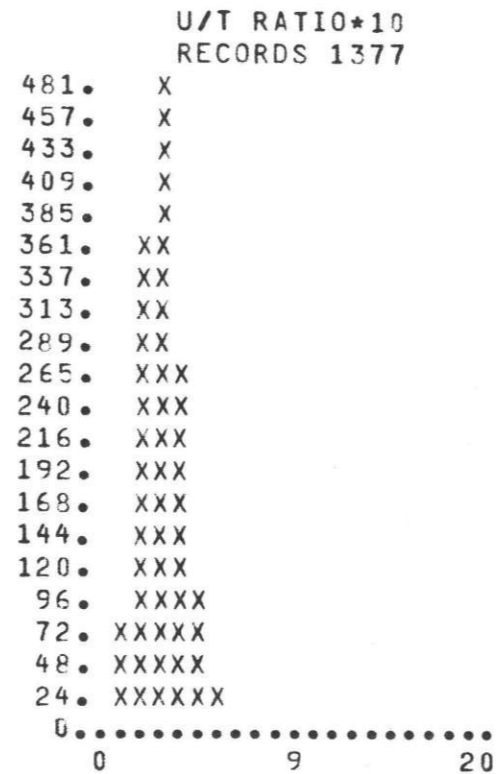 U/T RATIO*10
RECORDS 1377
481. X
457. X
433. X
409. X
385. X
361. XX
337. XX
313. XX
289. XX
265. XXX
240. XXX
216. XXX
192. XXX
168. XXX
144. XXX
120. XXX
96. XXXX
72. XXXXX
48. XXXXX
24. XXXXXX
0.....................
0 9 20